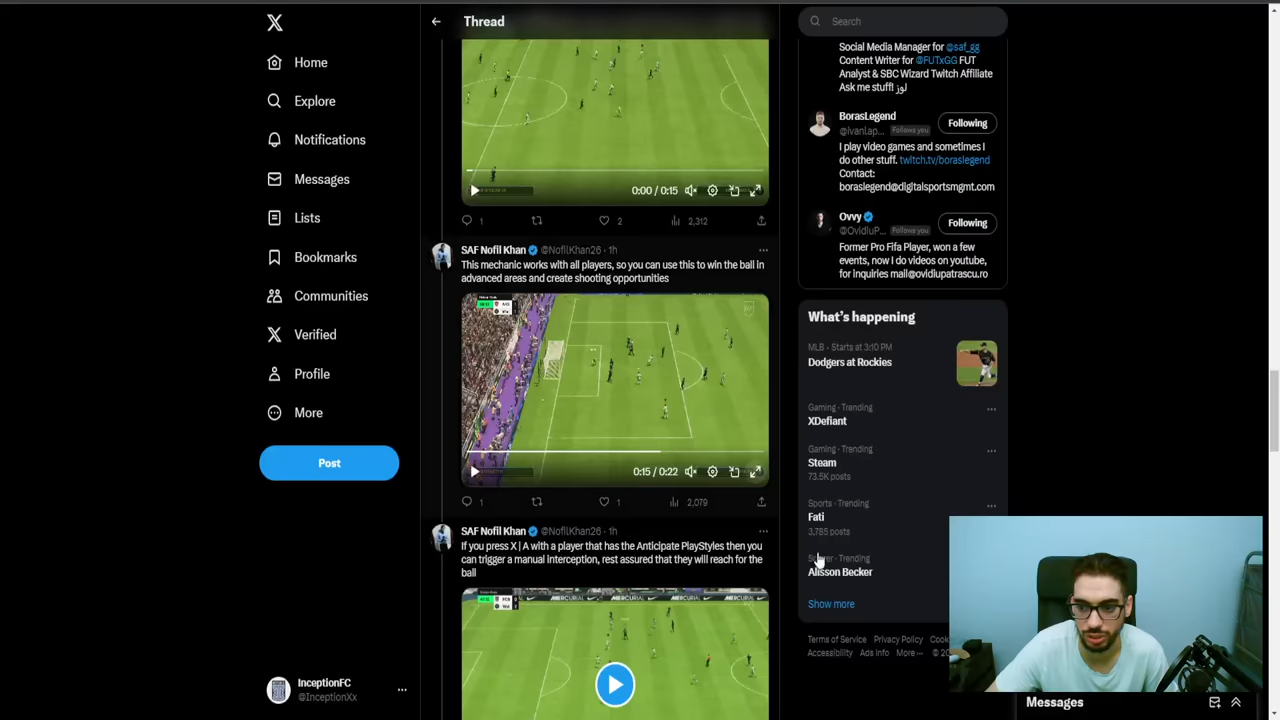 Home
Explore
Notifications
Messages
Lists
Bookmarks
Communities
Verified
Profile
More
Post
InceptionFC
@InceptionXx
Thread
0:00 / 0:15
1
2
2,312
SAF Nofil Khan @NofilKhan26 · 1h
This mechanic works with all players, so you can use this to win the ball in
advanced areas and create shooting opportunities
0:15 / 0:22
1
1
2,079
SAF Nofil Khan @NofilKhan26 · 1h
If you press X | A with a player that has the Anticipate PlayStyles then you
can trigger a manual interception, rest assured that they will reach for the
ball
MERCURIAL
MERCURIAL
Search
Social Media Manager for @saf_gg
Content Writer for @FUTxGG FUT
Analyst & SBC Wizard Twitch Affiliate
Ask me stuff! لوز
BorasLegend
@ivanlap... Follows you
Following
I play video games and sometimes I
do other stuff. twitch.tv/boraslegend
Contact:
boraslegend@digitalsportsmgmt.com
Ovvy
@OvidiuP... Follows you
Following
Former Pro Fifa Player, won a few
events, now I do videos on youtube,
for inquiries mail@ovidiupatrascu.ro
What's happening
MLB · Starts at 3:10 PM
Dodgers at Rockies
Gaming · Trending
XDefiant
Gaming · Trending
Steam
73.5K posts
Sports · Trending
Fati
3,785 posts
Trending
Alisson Becker
Show more
Terms of Service Privacy Policy
Accessibility Ads info More ···
Messages